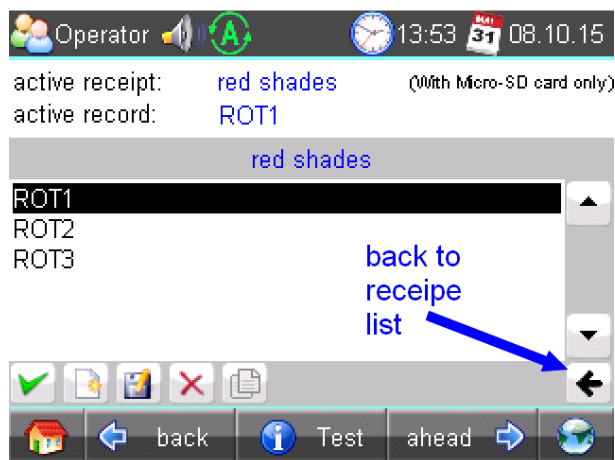 Operator A 13:53 MAI 31 08.10.15
active receipt: red shades (With Micro-SD card only)
active record: ROT1
red shades
ROT1
ROT2
ROT3
back to
receipe
list
back i Test ahead